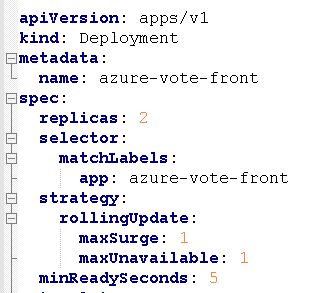 apiVersion: apps/v1
kind: Deployment
metadata:
  name: azure-vote-front
spec:
  replicas: 2
  selector:
    matchLabels:
      app: azure-vote-front
  strategy:
    rollingUpdate:
      maxSurge: 1
      maxUnavailable: 1
  minReadySeconds: 5